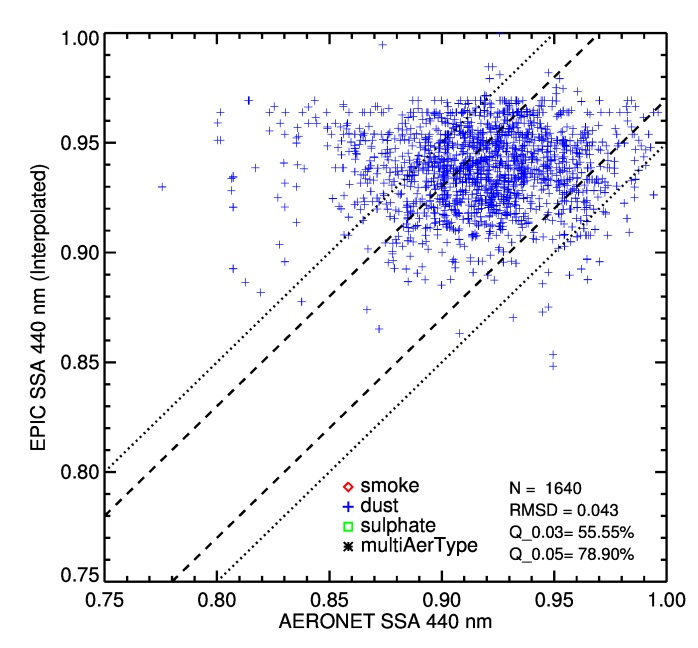 1.00
0.95
0.90
0.85
0.80
0.75
EPIC SSA 440 nm (Interpolated)
smoke
dust
sulphate
multiAerType
N = 1640
RMSD = 0.043
Q_0.03= 55.55%
Q_0.05= 78.90%
0.75 0.80 0.85 0.90 0.95 1.00
AERONET SSA 440 nm